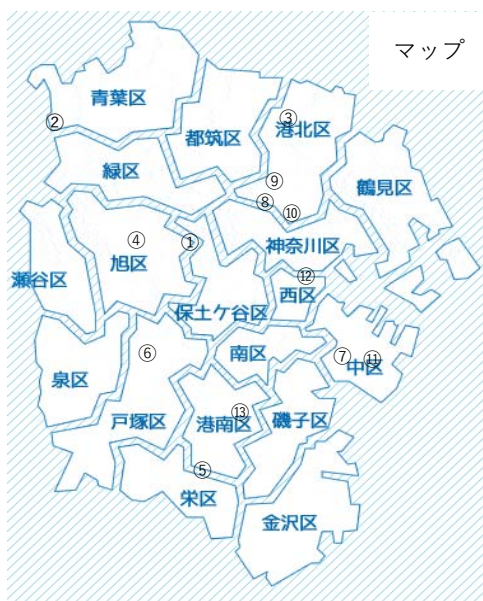 マップ
青葉区
②
③
港北区
都筑区
緑区
⑨
鶴見区
⑧
⑩
④
①
神奈川区
旭区
瀬谷区
⑫
西区
保土ケ谷区
⑥
南区
⑦
⑪
中区
泉区
⑬
戸塚区
港南区
磯子区
⑤
栄区
金沢区